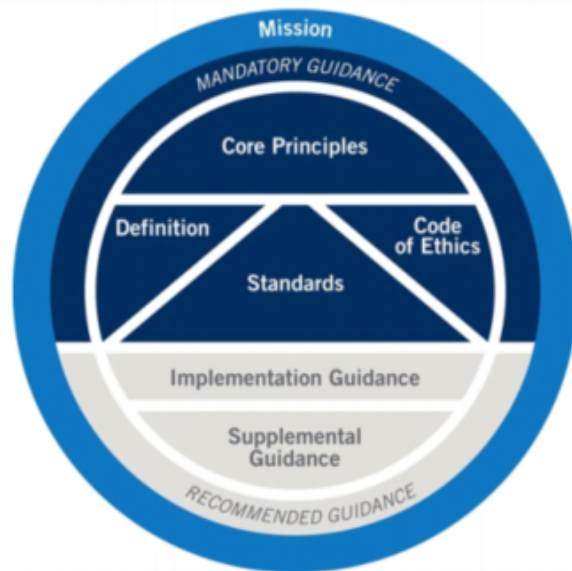 Mission
MANDATORY GUIDANCE
Core Principles
Definition
Code
of Ethics
Standards
Implementation Guidance
Supplemental
Guidance
RECOMMENDED GUIDANCE